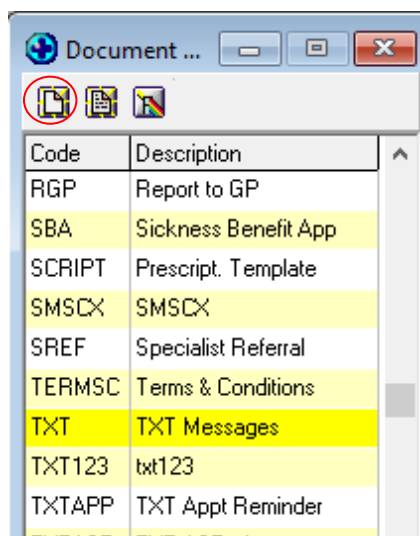 Document ...
Code Description
RGP Report to GP
SBA Sickness Benefit App
SCRIPT Prescript. Template
SMSCX SMSCX
SREF Specialist Referral
TERMSC Terms & Conditions
TXT TXT Messages
TXT123 txt123
TXTAPP TXT Appt Reminder